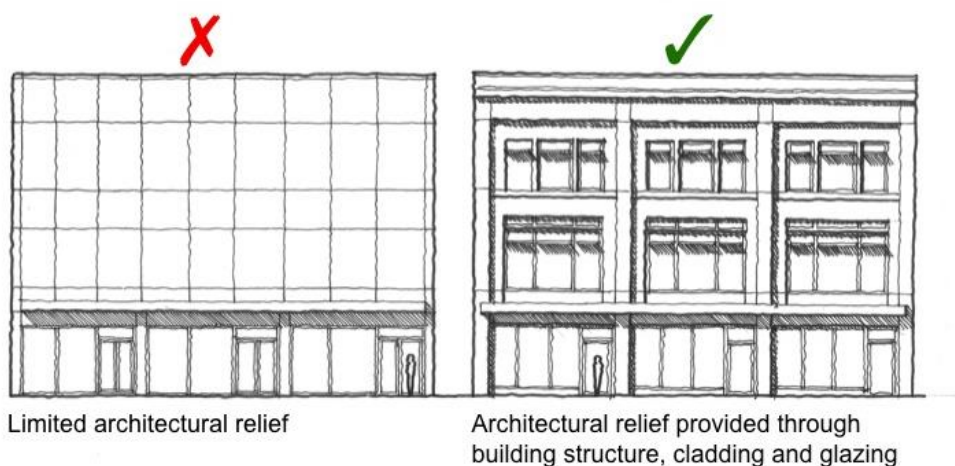 Limited architectural relief
Architectural relief provided through
building structure, cladding and glazing